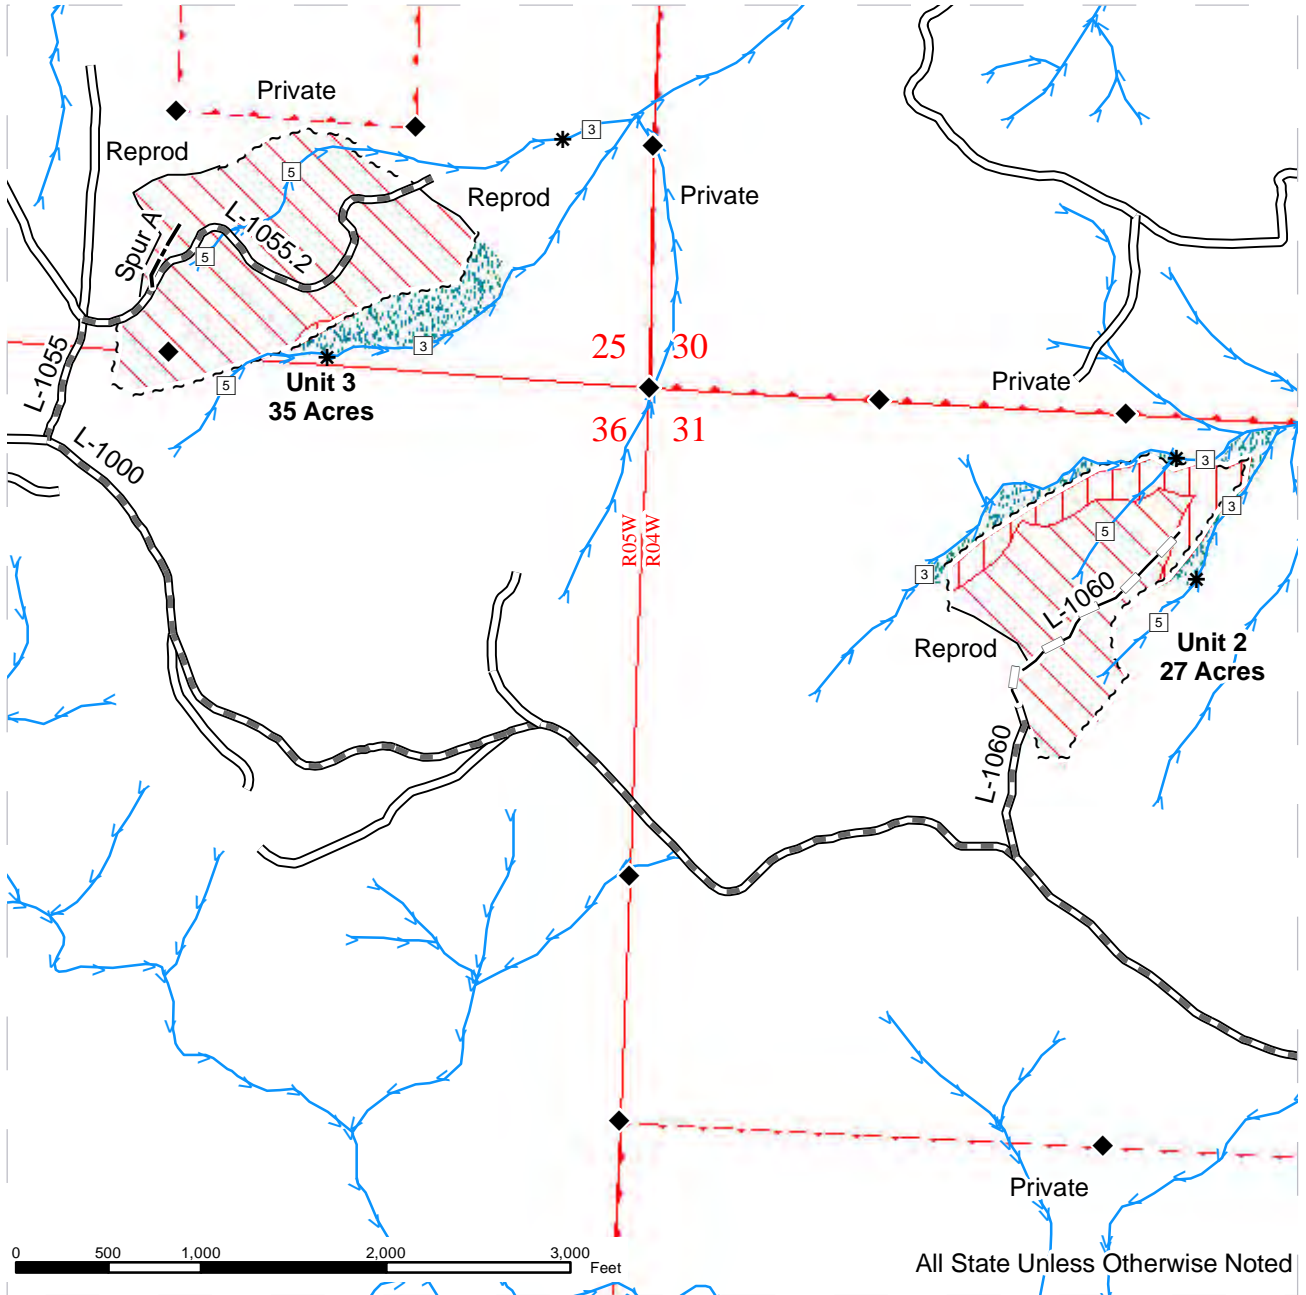 Private
3
Reprod
5
Reprod
Private
Spur A
L-1055.2
5
25
30
3
L-1055
Private
Unit 3
35 Acres
5
36
31
L-1000
3
3
R05W
R04W
5
3
L-1060
5
Reprod
Unit 2
27 Acres
L-1060
Private
0 500 1,000 2,000 3,000
Feet
All State Unless Otherwise Noted